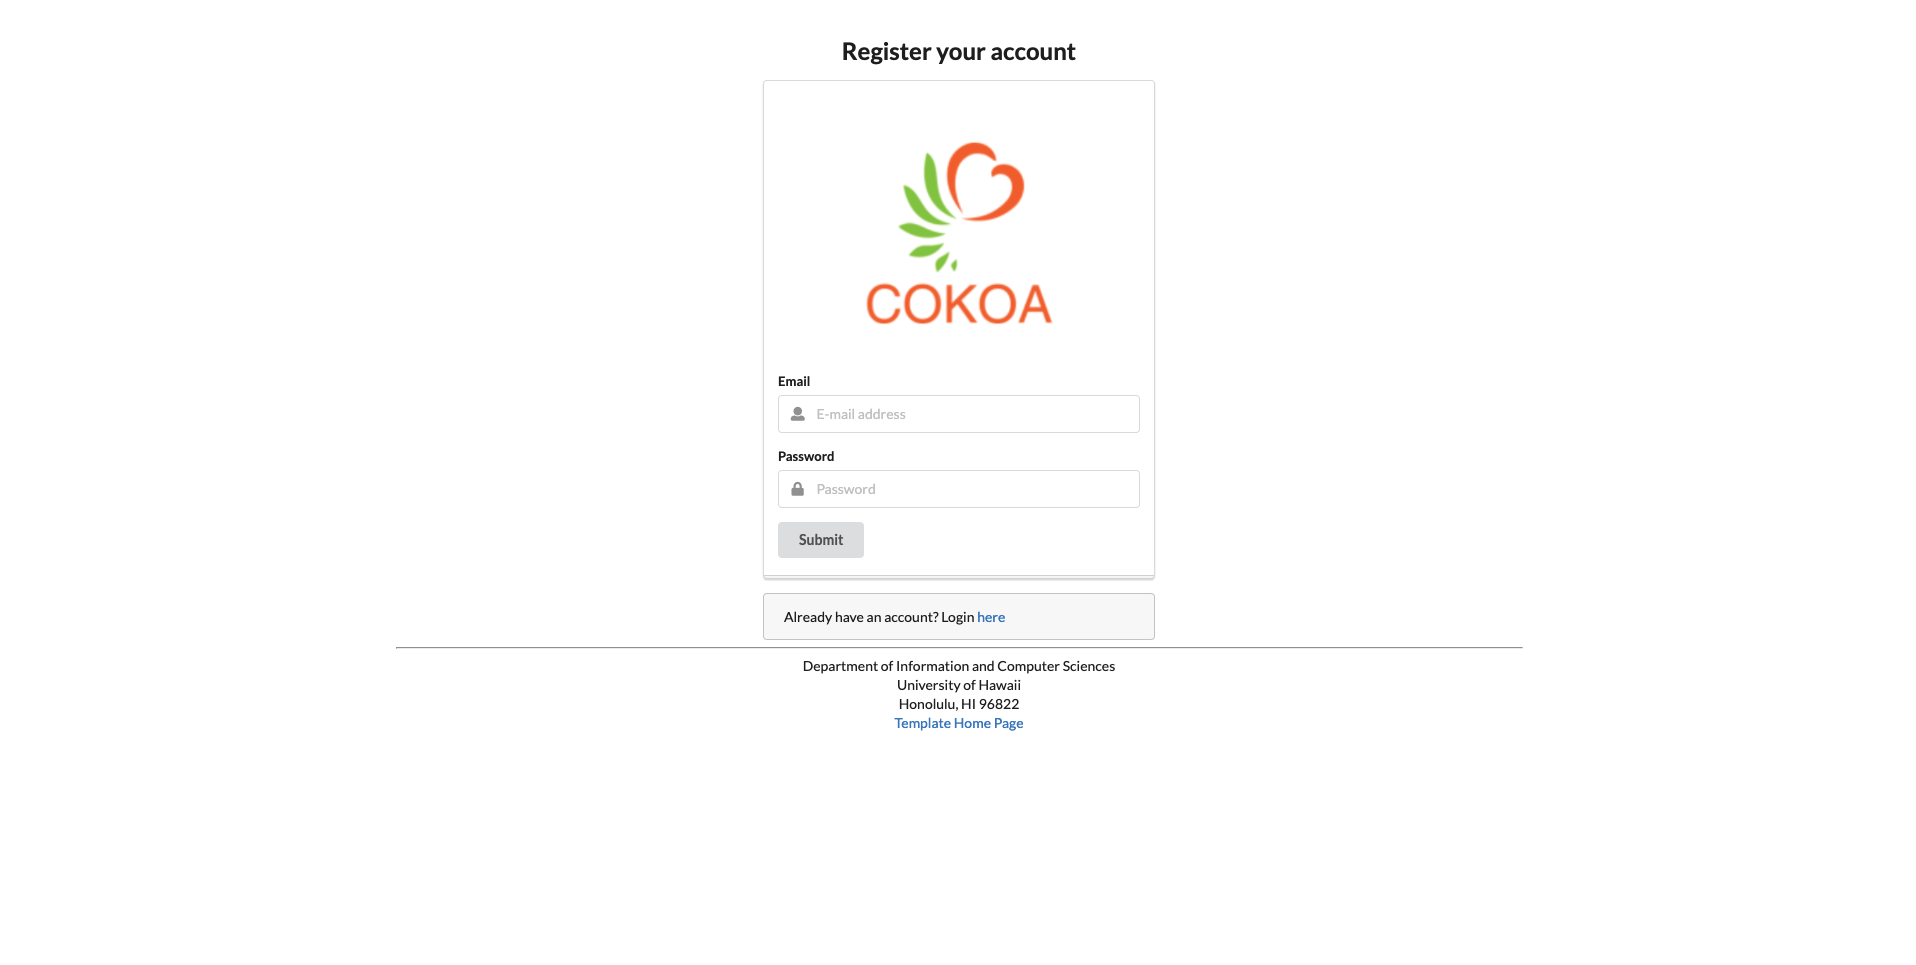 Register your account
COKOA
Email
E-mail address
Password
Password
Submit
Already have an account? Login here
Department of Information and Computer Sciences
University of Hawaii
Honolulu, HI 96822
Template Home Page